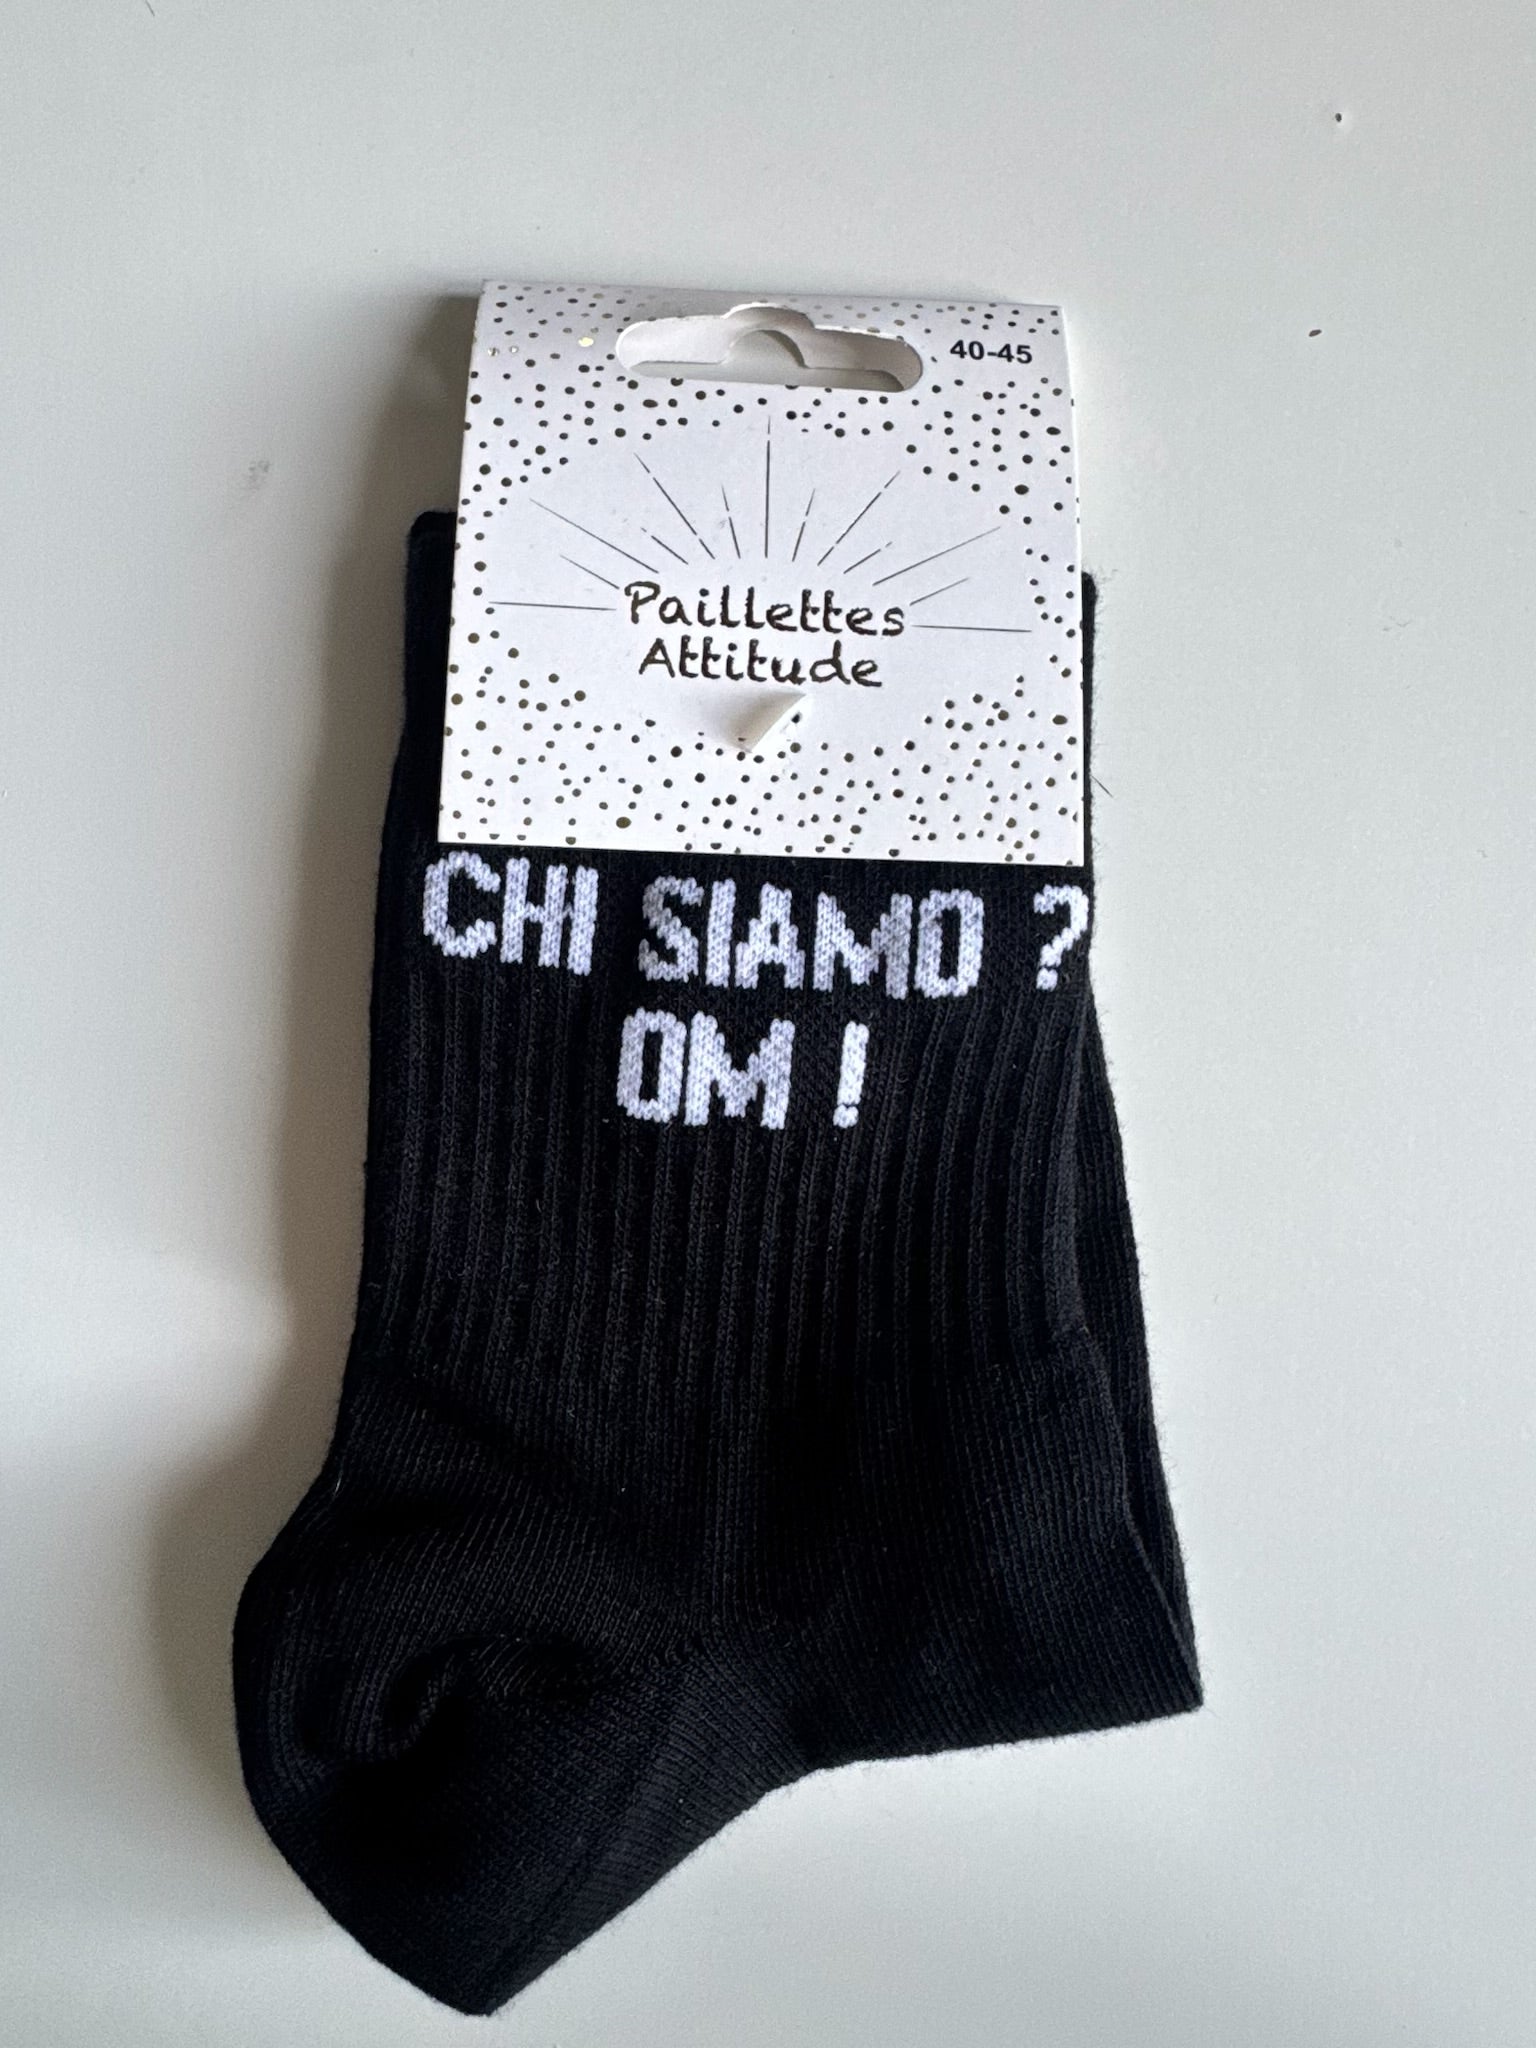 40-45
Paillettes
Attitude
CHI SIAMO ?
OM !